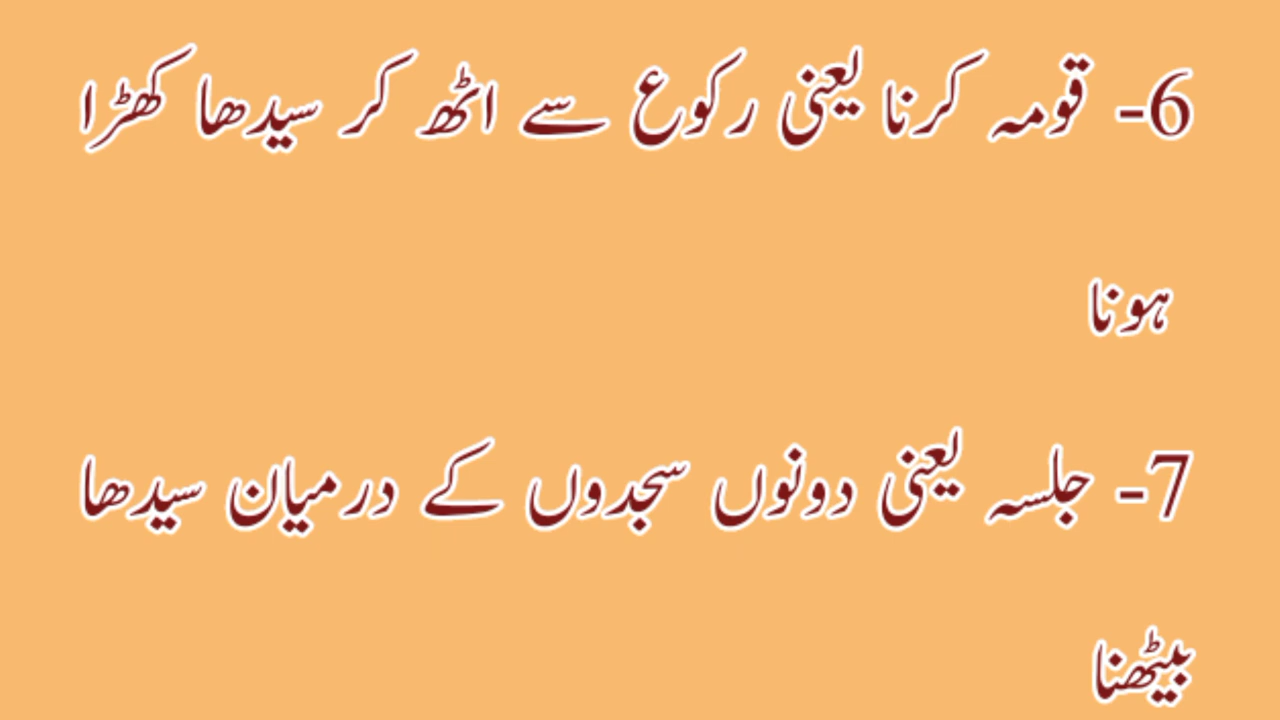 6- قومہ کرنا یعنی رکوع سے اٹھ کر سیدھا کھڑا
ہونا
7- جلسہ یعنی دونوں سجدوں کے درمیان سیدھا
بیٹھنا